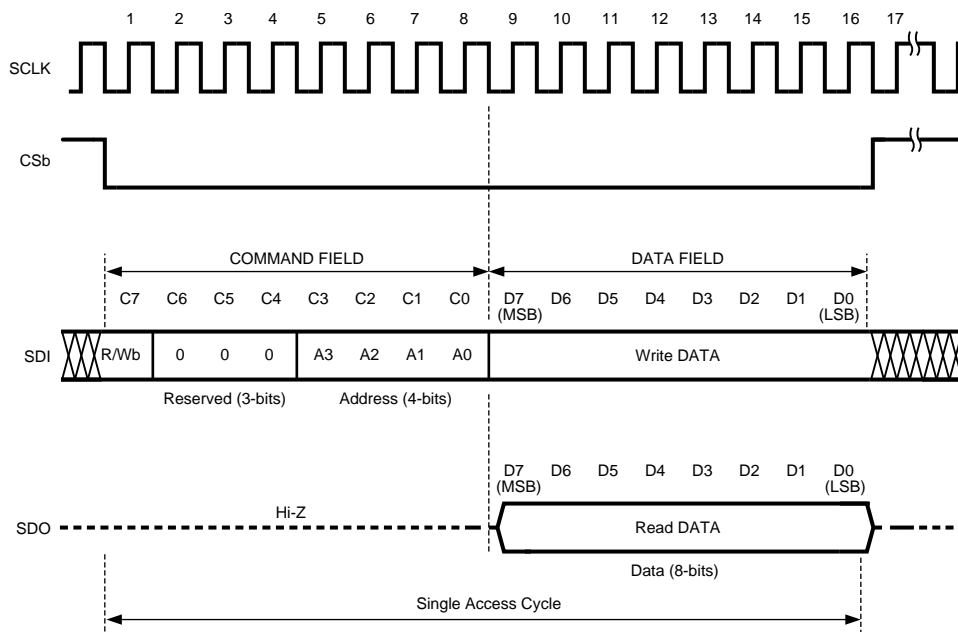 1 2 3 4 5 6 7 8 9 10 11 12 13 14 15 16 17
SCLK
CSb
COMMAND FIELD DATA FIELD
C7 C6 C5 C4 C3 C2 C1 C0 D7 D6 D5 D4 D3 D2 D1 D0
(MSB) (LSB)
SDI R/Wb 0 0 0 A3 A2 A1 A0 Write DATA
Reserved (3-bits) Address (4-bits)
D7 D6 D5 D4 D3 D2 D1 D0
(MSB) (LSB)
Hi-Z
SDO Read DATA
Data (8-bits)
Single Access Cycle